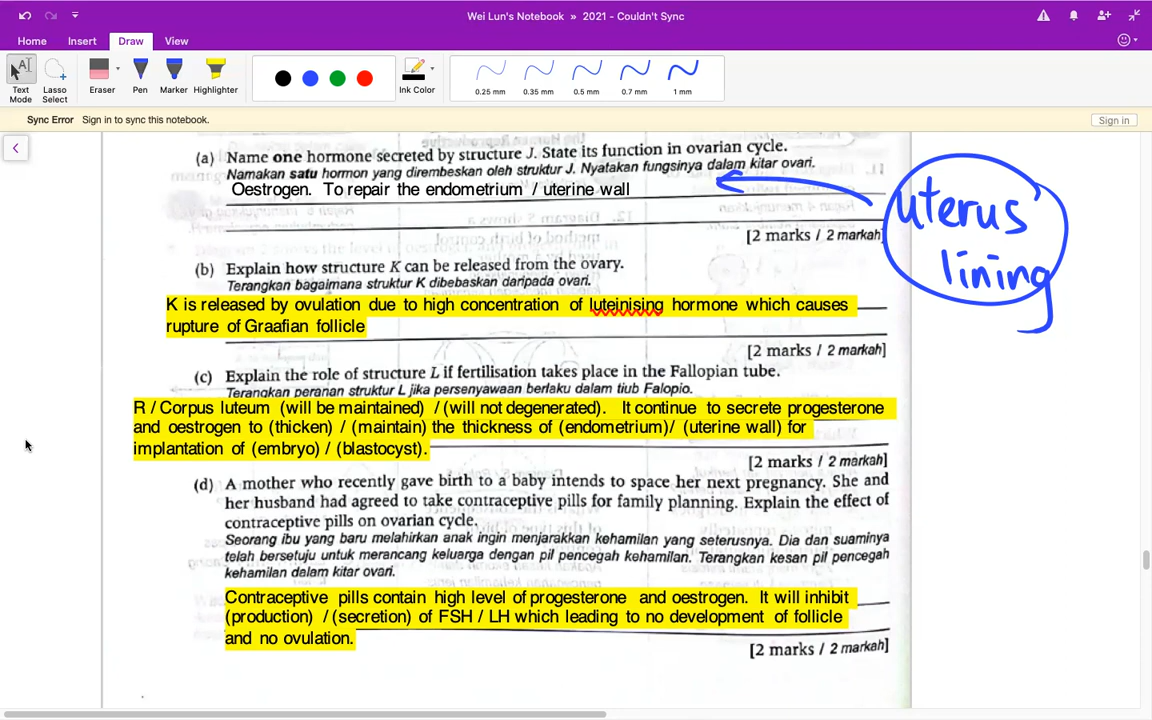 Wei Lun's Notebook » 2021 - Couldn't Sync
Home Insert Draw View
Text Mode
Lasso Select
Eraser
Pen
Marker
Highlighter
Ink Color
0.25 mm
0.35 mm
0.5 mm
0.7 mm
1 mm
Sync Error Sign in to sync this notebook.
Sign in
(a) Name one hormone secreted by structure J. State its function in ovarian cycle.
Namakan satu hormon yang dirembeskan oleh struktur J. Nyatakan fungsinya dalam kitar ovari.
Oestrogen. To repair the endometrium / uterine wall
uterus
lining
[2 marks / 2 markah]
(b) Explain how structure K can be released from the ovary.
Terangkan bagaimana struktur K dibebaskan daripada ovari.
K is released by ovulation due to high concentration of luteinising hormone which causes
rupture of Graafian follicle
[2 marks / 2 markah]
(c) Explain the role of structure L if fertilisation takes place in the Fallopian tube.
Terangkan peranan struktur L jika persenyawaan berlaku dalam tiub Falopio.
R / Corpus luteum (will be maintained) / (will not degenerated). It continue to secrete progesterone
and oestrogen to (thicken) / (maintain) the thickness of (endometrium)/ (uterine wall) for
implantation of (embryo) / (blastocyst).
[2 marks / 2 markah]
(d) A mother who recently gave birth to a baby intends to space her next pregnancy. She and
her husband had agreed to take contraceptive pills for family planning. Explain the effect of
contraceptive pills on ovarian cycle.
Seorang ibu yang baru melahirkan anak ingin menjarakkan kehamilan yang seterusnya. Dia dan suaminya
telah bersetuju untuk merancang keluarga dengan pil pencegah kehamilan. Terangkan kesan pil pencegah
kehamilan dalam kitar ovari.
Contraceptive pills contain high level of progesterone and oestrogen. It will inhibit
(production) / (secretion) of FSH / LH which leading to no development of follicle
and no ovulation.
[2 marks / 2 markah]